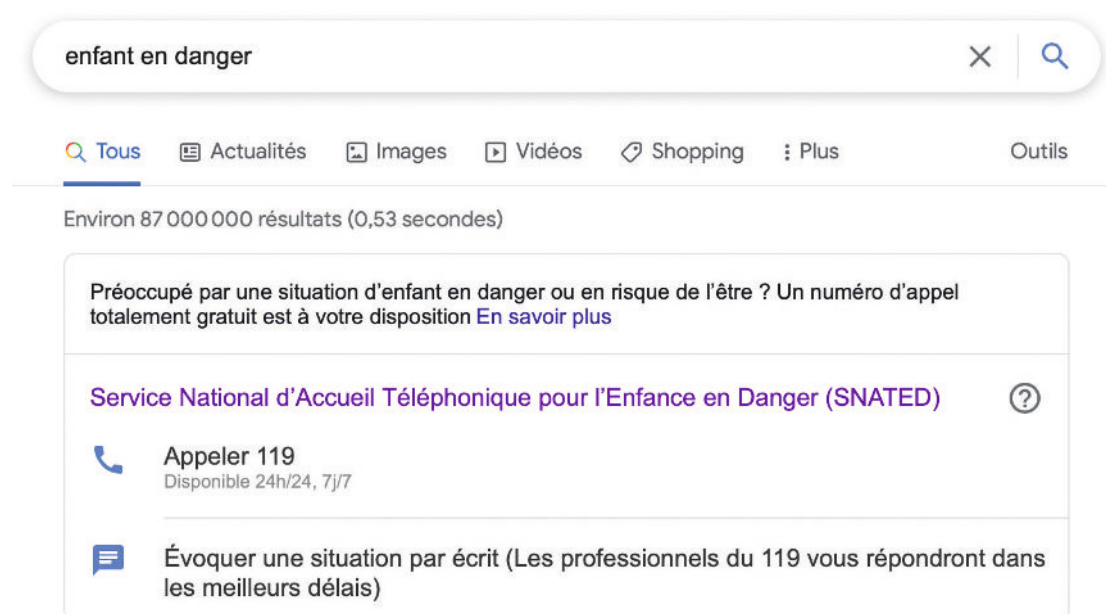 enfant en danger
Tous Actualités Images Vidéos Shopping Plus Outils
Environ 87 000 000 résultats (0,53 secondes)
Préoccupé par une situation d'enfant en danger ou en risque de l'être ? Un numéro d'appel
totalement gratuit est à votre disposition En savoir plus
Service National d'Accueil Téléphonique pour l'Enfance en Danger (SNATED)
Appeler 119
Disponible 24h/24, 7j/7
Évoquer une situation par écrit (Les professionnels du 119 vous répondront dans
les meilleurs délais)